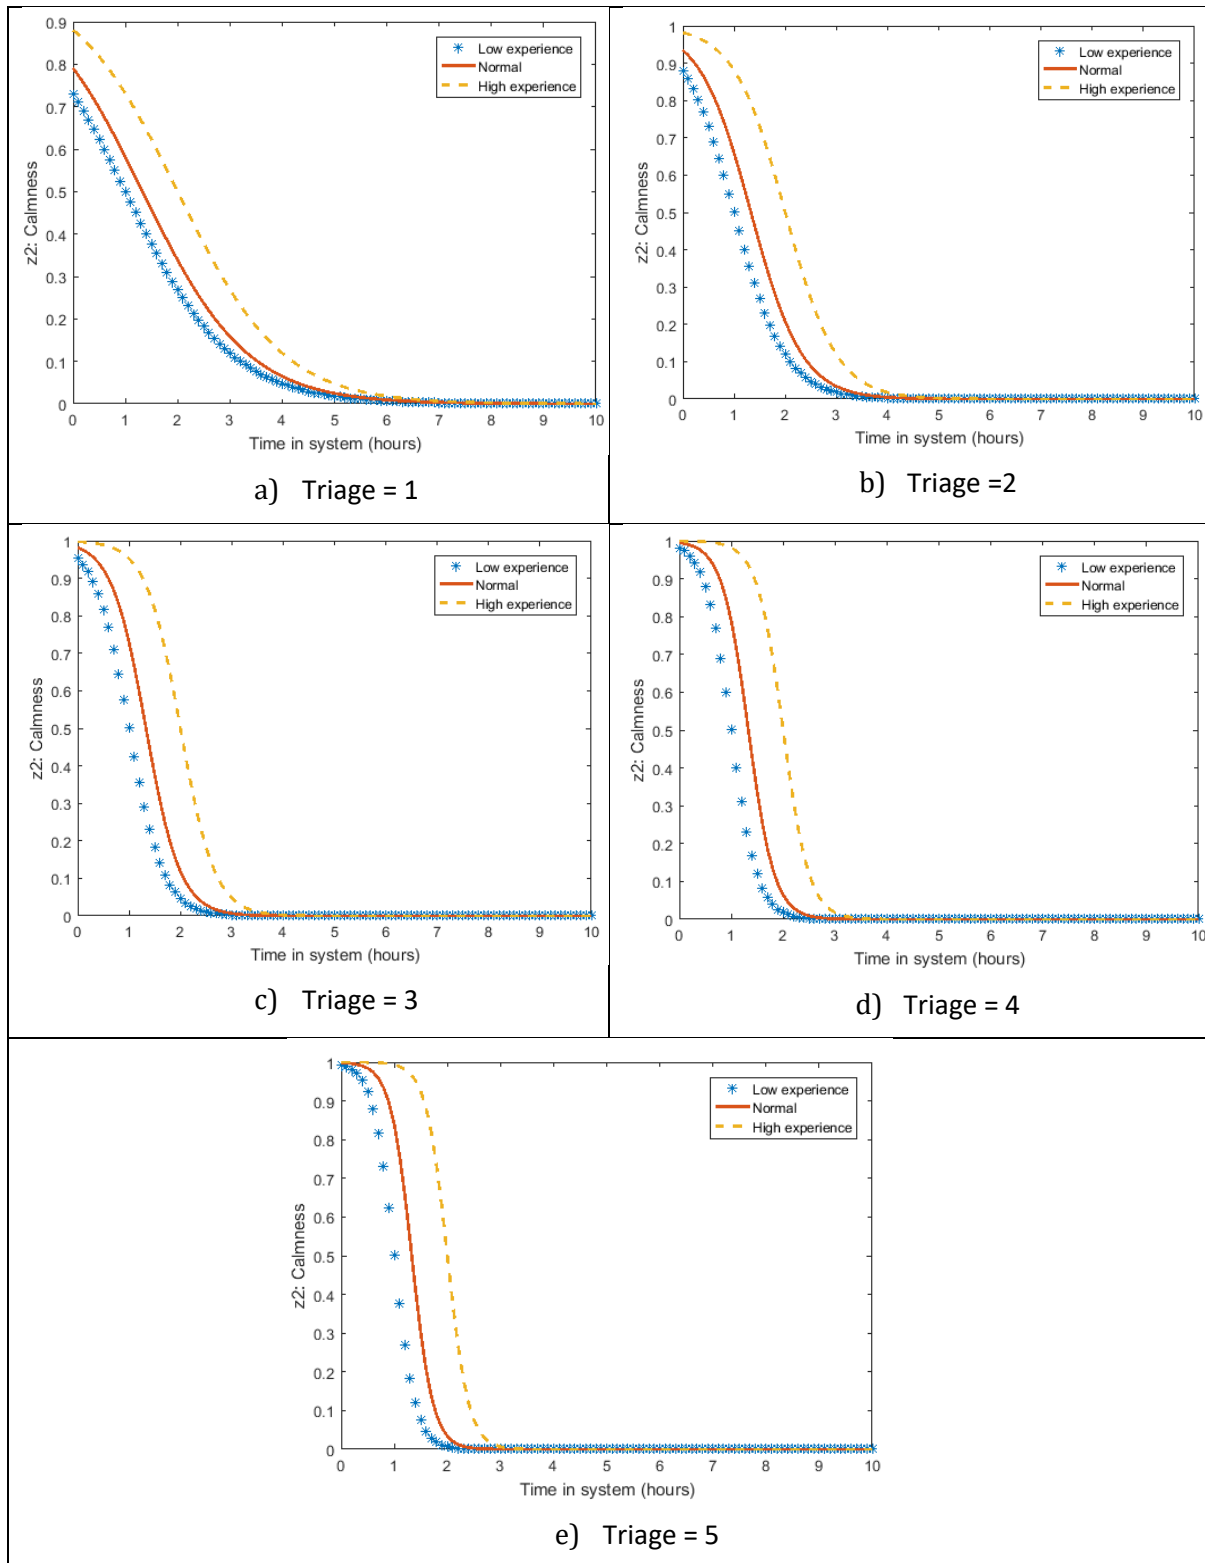 0.9
0.8
0.7
0.6
0.5
0.4
0.3
0.2
0.1
0
z2: Calmness
Low experience
Normal
High experience
0 1 2 3 4 5 6 7 8 9 10
Time in system (hours)
a) Triage = 1
1
0.9
0.8
0.7
0.6
0.5
0.4
0.3
0.2
0.1
0
z2: Calmness
Low experience
Normal
High experience
0 1 2 3 4 5 6 7 8 9 10
Time in system (hours)
b) Triage =2
1
0.9
0.8
0.7
0.6
0.5
0.4
0.3
0.2
0.1
0
z2: Calmness
Low experience
Normal
High experience
0 1 2 3 4 5 6 7 8 9 10
Time in system (hours)
c) Triage = 3
1
0.9
0.8
0.7
0.6
0.5
0.4
0.3
0.2
0.1
0
z2: Calmness
Low experience
Normal
High experience
0 1 2 3 4 5 6 7 8 9 10
Time in system (hours)
d) Triage = 4
1
0.9
0.8
0.7
0.6
0.5
0.4
0.3
0.2
0.1
0
z2: Calmness
Low experience
Normal
High experience
0 1 2 3 4 5 6 7 8 9 10
Time in system (hours)
e) Triage = 5